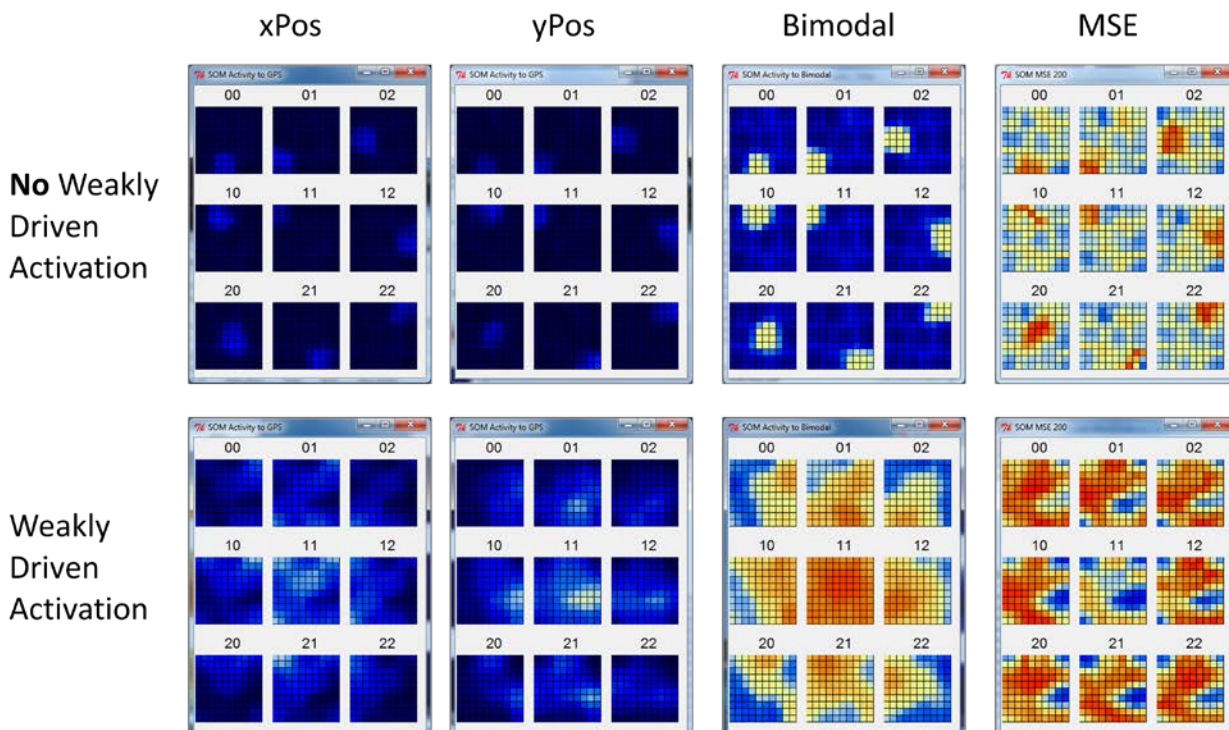 xPos yPos Bimodal MSE
SOM Activity to GPS SOM Activity to GPS SOM Activity to Bimodal SOM MSE 200
00 01 02 00 01 02 00 01 02 00 01 02
No Weakly
Driven
Activation
10 11 12 10 11 12 10 11 12 10 11 12
20 21 22 20 21 22 20 21 22 20 21 22
SOM Activity to GPS SOM Activity to GPS SOM Activity to Bimodal SOM MSE 200
00 01 02 00 01 02 00 01 02 00 01 02
Weakly
Driven
Activation
10 11 12 10 11 12 10 11 12 10 11 12
20 21 22 20 21 22 20 21 22 20 21 22